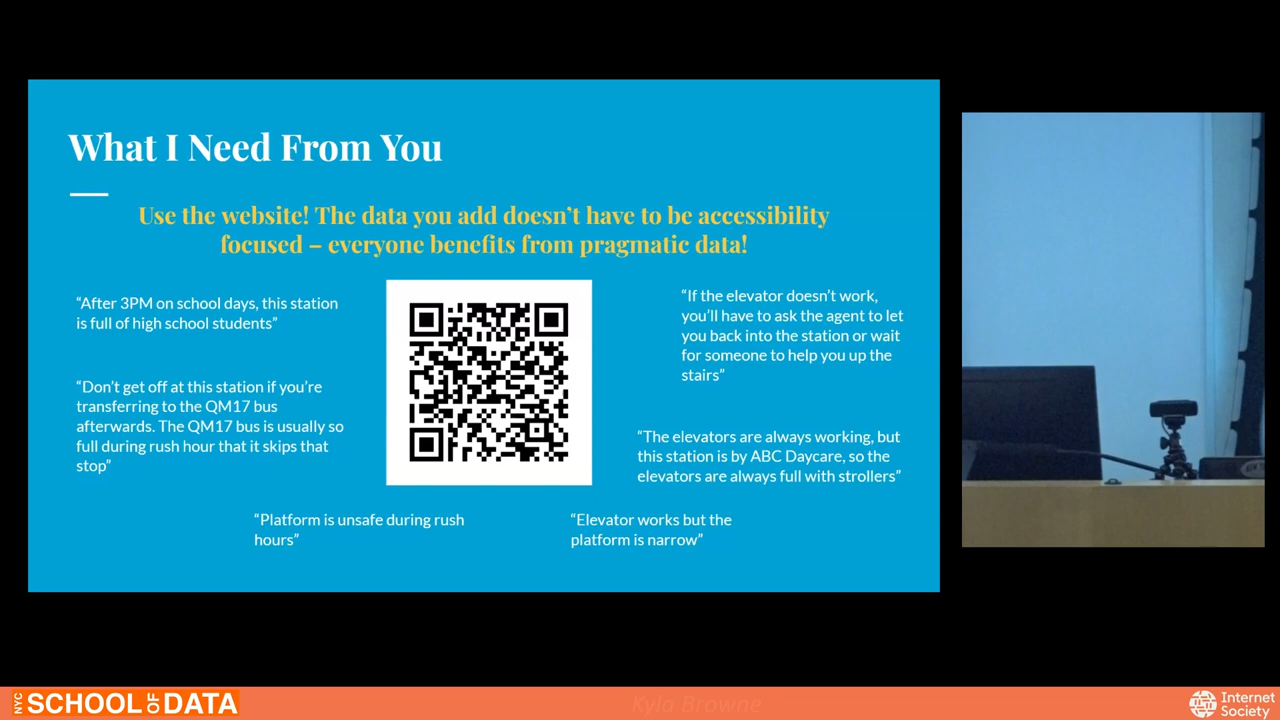 What I Need From You
Use the website! The data you add doesn’t have to be accessibility
focused – everyone benefits from pragmatic data!
“After 3PM on school days, this station
is full of high school students”
“Don’t get off at this station if you’re
transferring to the QM17 bus
afterwards. The QM17 bus is usually so
full during rush hour that it skips that
stop”
“If the elevator doesn’t work,
you’ll have to ask the agent to let
you back into the station or wait
for someone to help you up the
stairs”
“The elevators are always working, but
this station is by ABC Daycare, so the
elevators are always full with strollers”
“Platform is unsafe during rush
hours”
“Elevator works but the
platform is narrow”
NYC SCHOOL OF DATA
Kyla Browne
Internet
Society